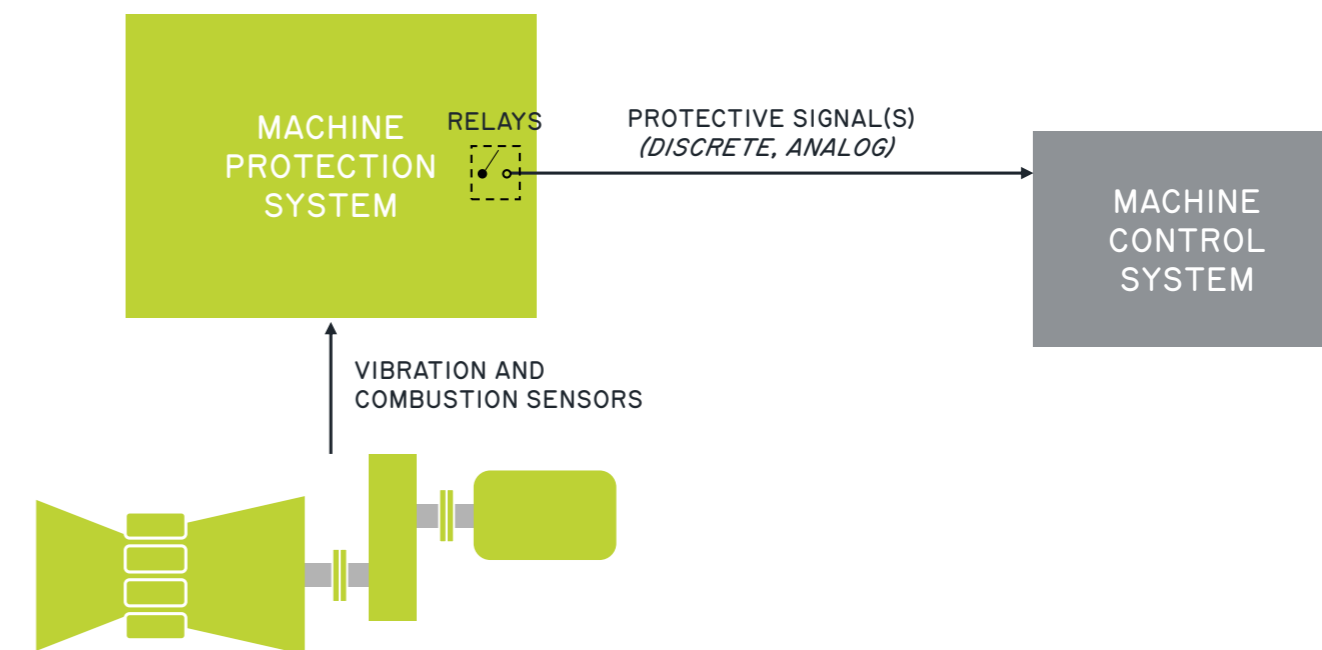 MACHINE
PROTECTION
SYSTEM
RELAYS
PROTECTIVE SIGNAL(S)
(DISCRETE, ANALOG)
MACHINE
CONTROL
SYSTEM
VIBRATION AND
COMBUSTION SENSORS